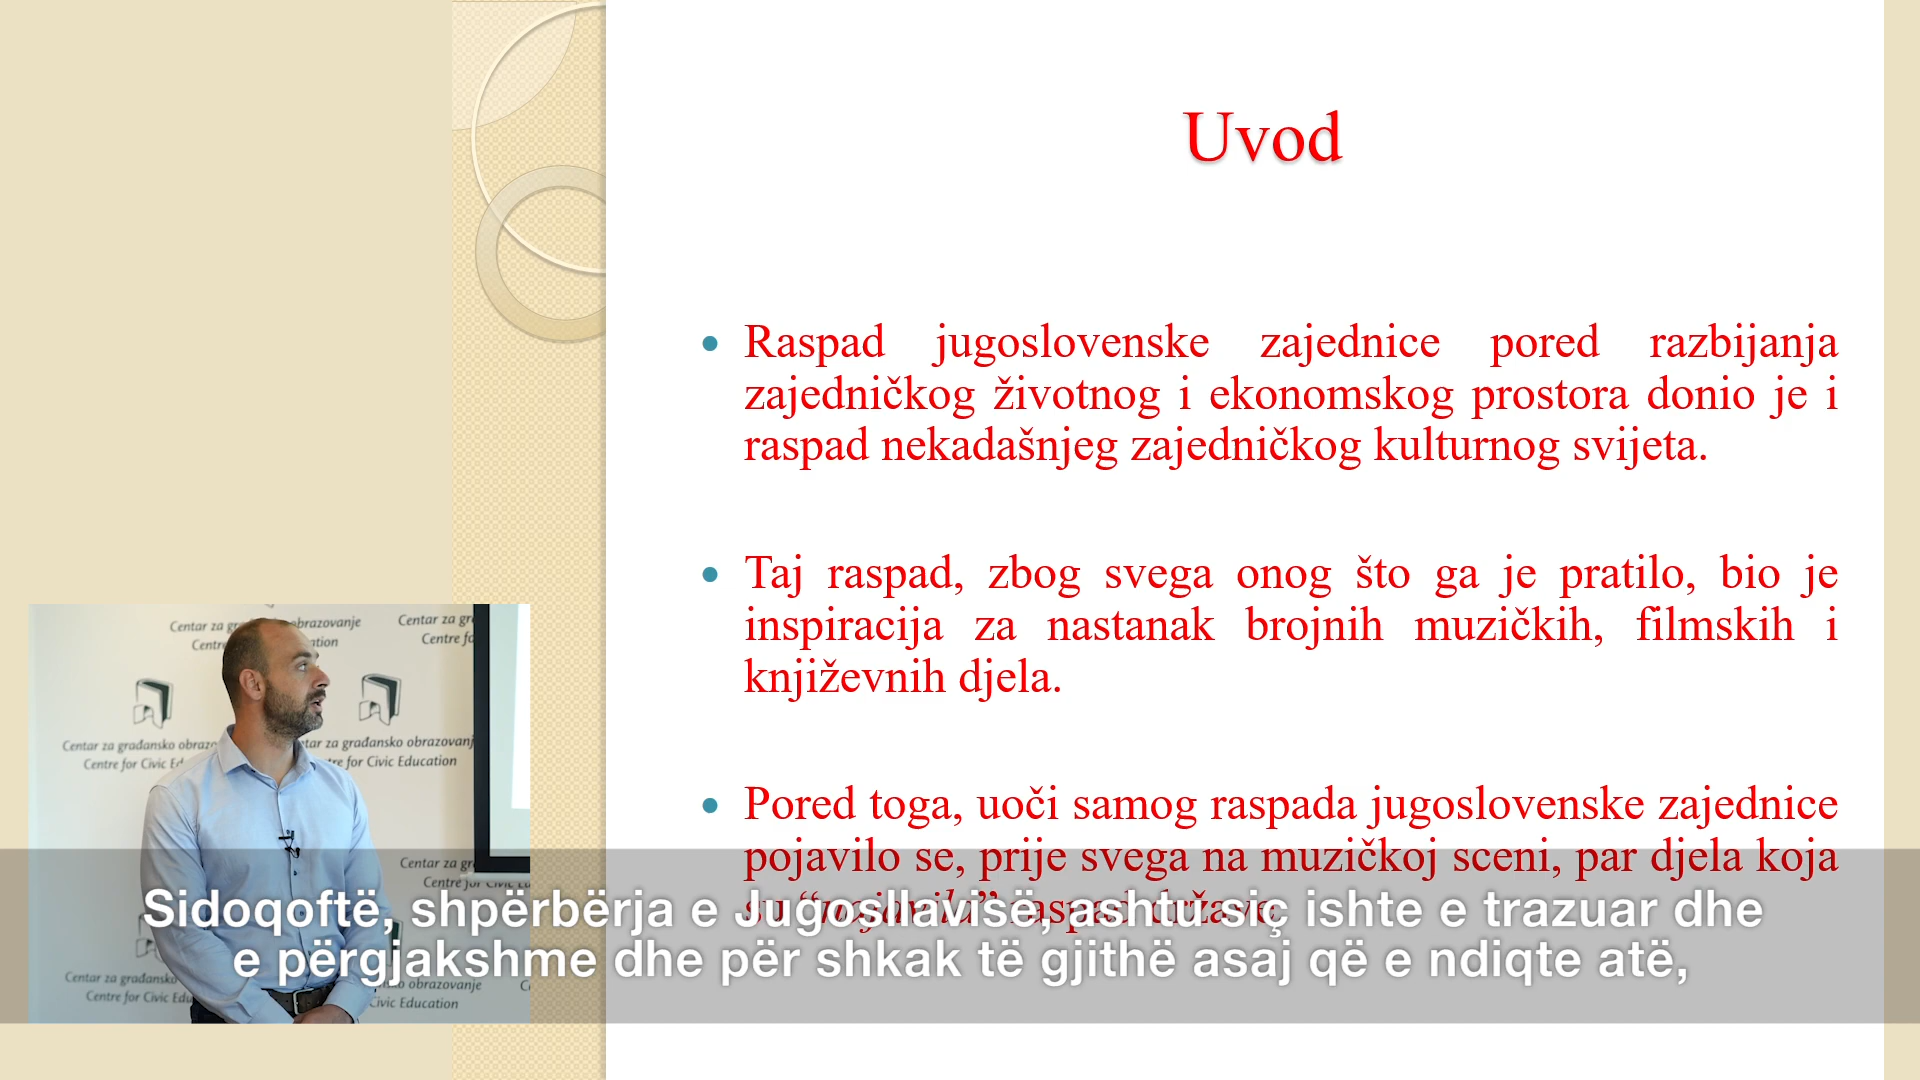 Uvod
Raspad jugoslovenske zajednice pored razbijanja
zajedničkog životnog i ekonomskog prostora donio je i
raspad nekadašnjeg zajedničkog kulturnog svijeta.
Taj raspad, zbog svega onog što ga je pratilo, bio je
inspiracija za nastanak brojnih muzičkih, filmskih i
književnih djela.
Pored toga, uoči samog raspada jugoslovenske zajednice
pojavilo se, prije svega na muzičkoj sceni, par djela koja
su “najavila” raspad države.
Centar za građansko obrazovanje
Centre for Civic Education
Sidoqoftë, shpërbërja e Jugosllavisë, ashtu siç ishte e trazuar dhe
e përgjakshme dhe për shkak të gjithë asaj që e ndiqte atë,